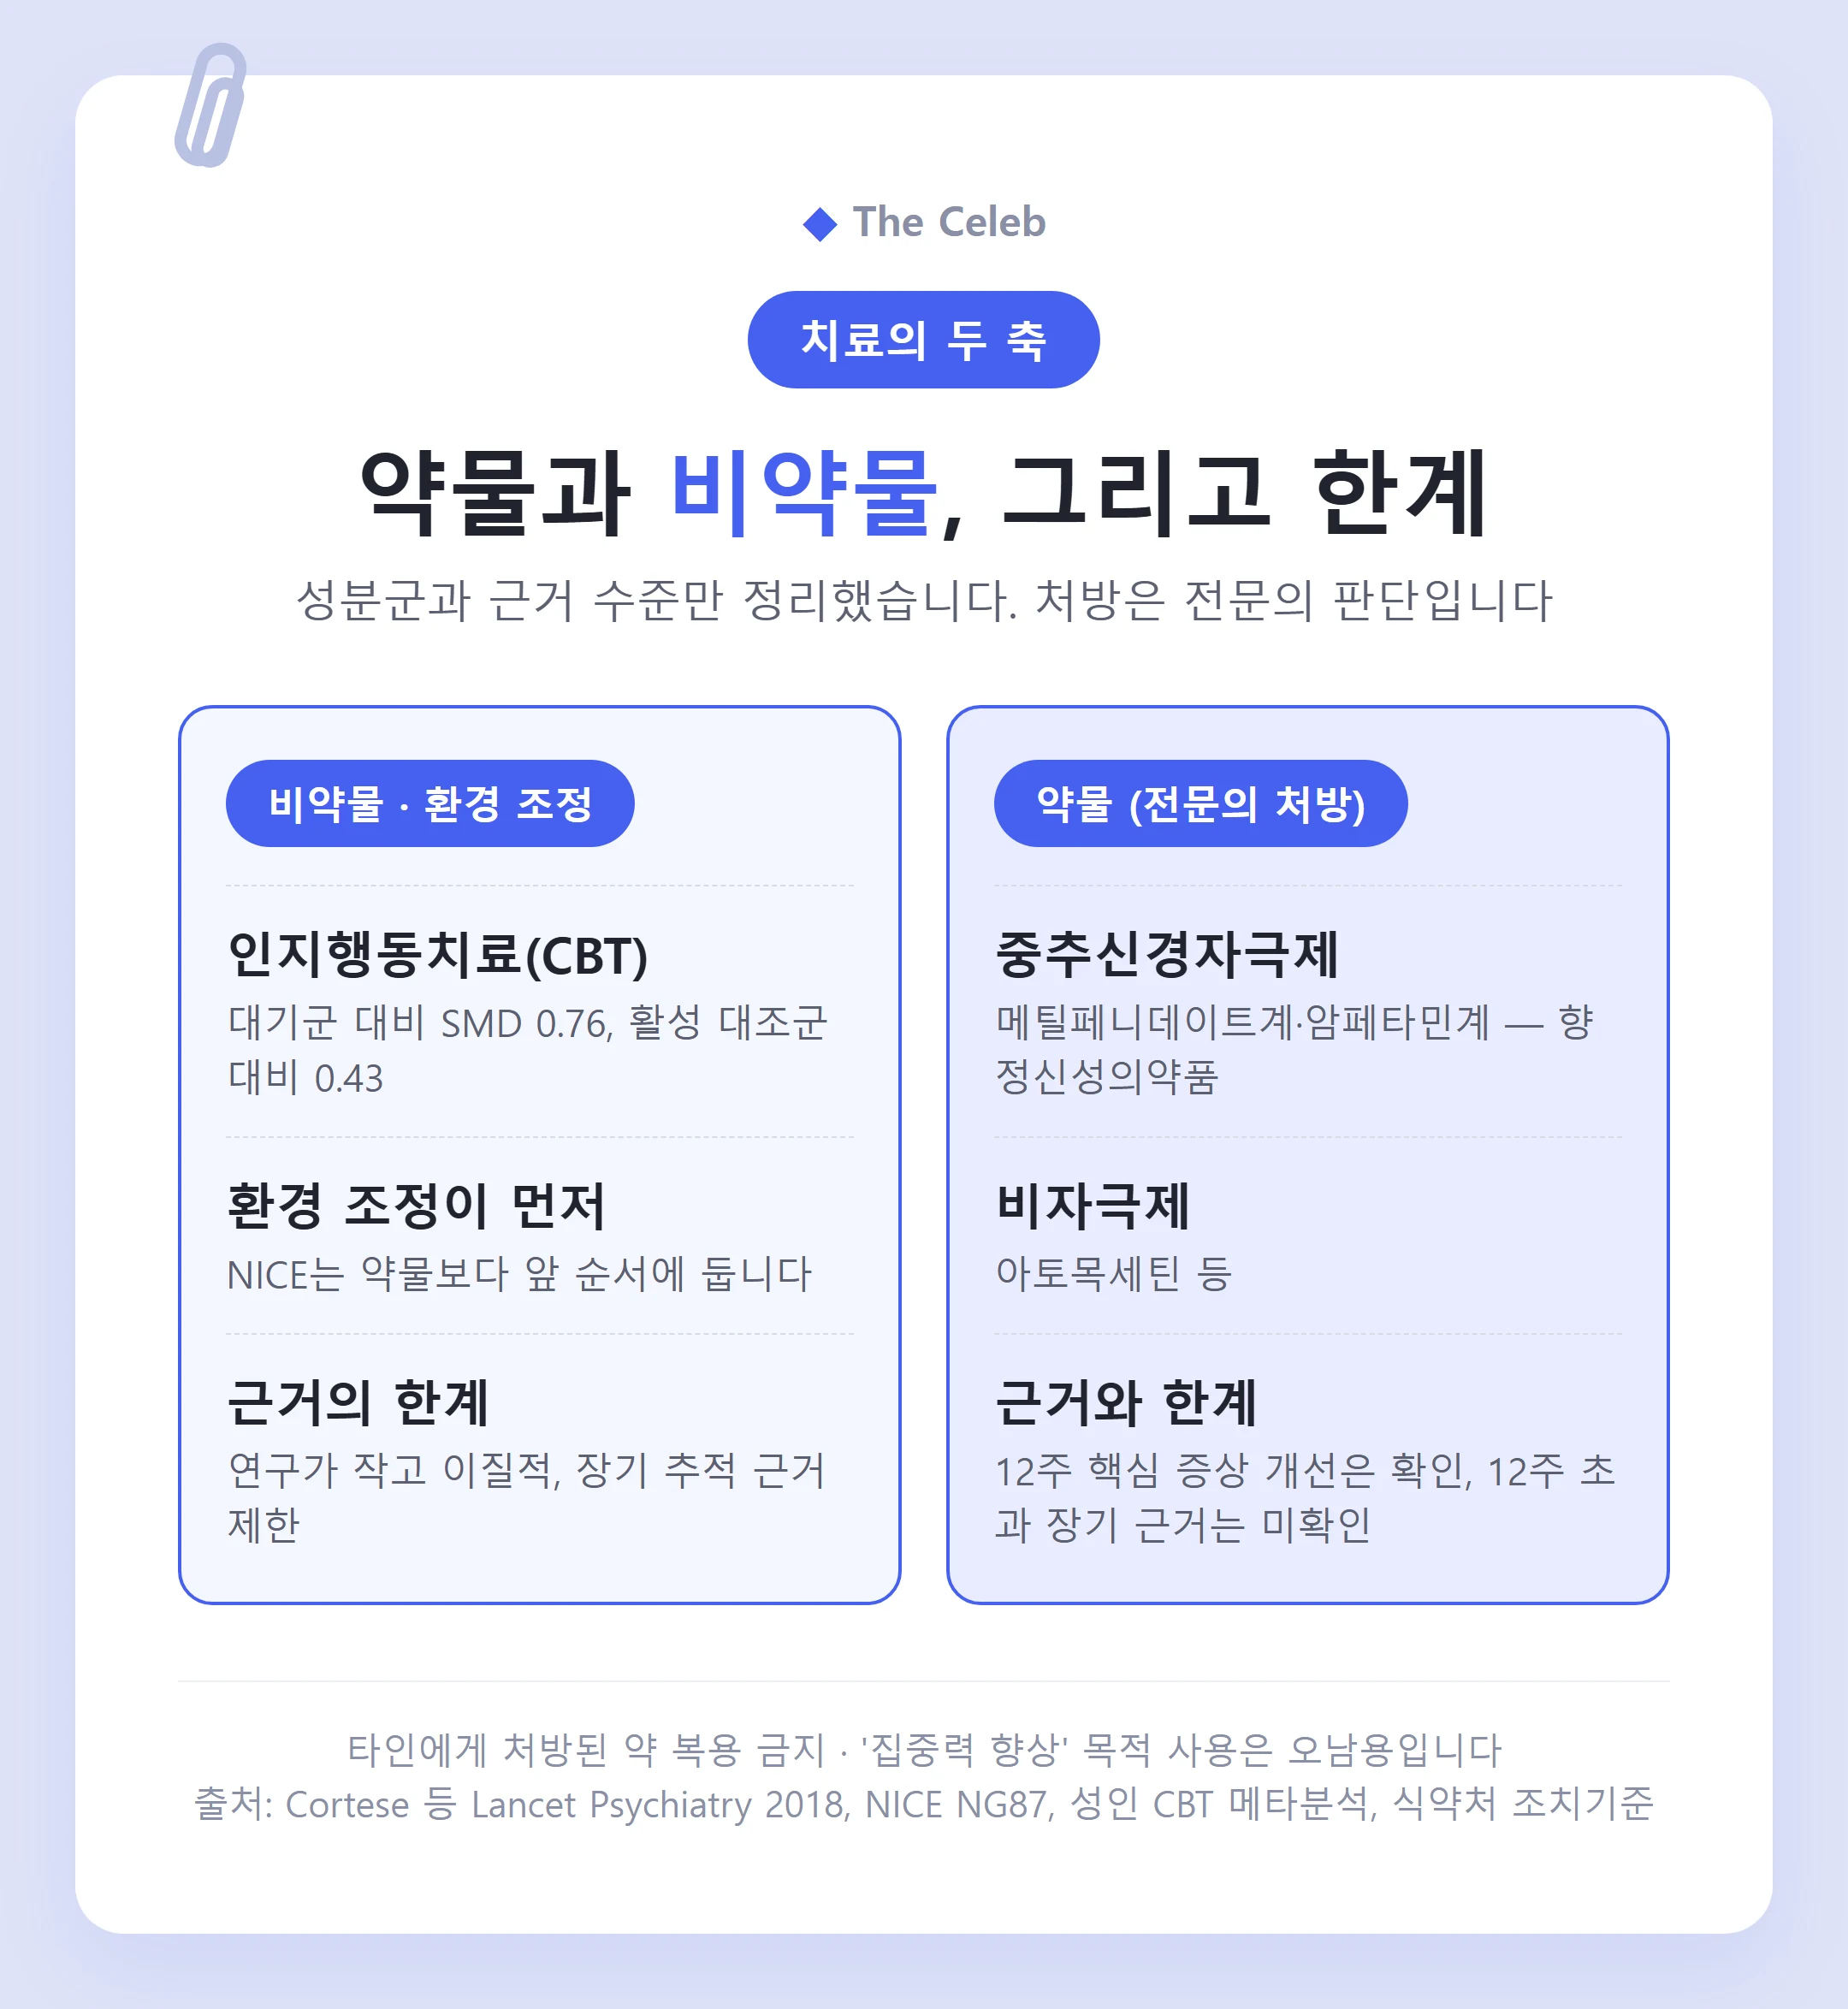 The Celeb
치료의 두 축
약물과 비약물, 그리고 한계
성분군과 근거 수준만 정리했습니다. 처방은 전문의 판단입니다
비약물 · 환경 조정
인지행동치료(CBT)
대기군 대비 SMD 0.76, 활성 대조군
대비 0.43
환경 조정이 먼저
NICE는 약물보다 앞 순서에 둡니다
근거의 한계
연구가 작고 이질적, 장기 추적 근거
제한
약물 (전문의 처방)
중추신경자극제
메틸페니데이트계·암페타민계 — 향
정신성의약품
비자극제
아토목세틴 등
근거와 한계
12주 핵심 증상 개선은 확인, 12주 초
과 장기 근거는 미확인
타인에게 처방된 약 복용 금지 · '집중력 향상' 목적 사용은 오남용입니다
출처: Cortese 등 Lancet Psychiatry 2018, NICE NG87, 성인 CBT 메타분석, 식약처 조치기준